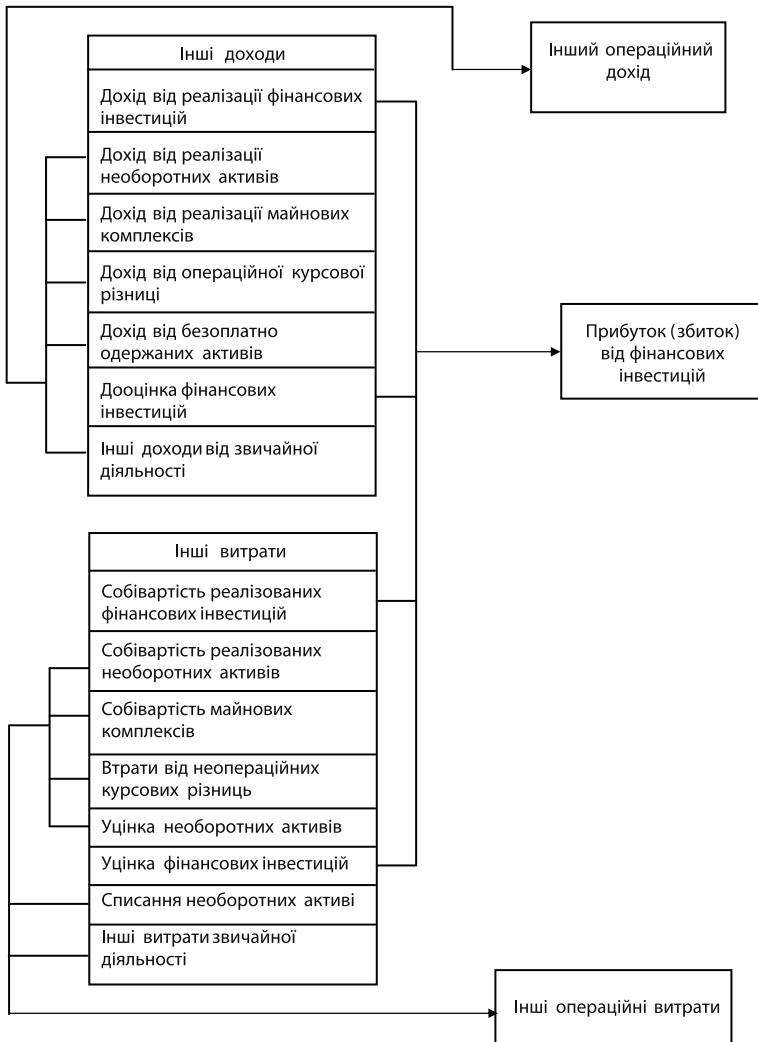 Інші доходи
Дохід від реалізації фінансових
інвестицій
Дохід від реалізації
необоротних активів
Дохід від реалізації майнових
комплексів
Дохід від операційної курсової
різниці
Дохід від безоплатно
одержаних активів
Дооцінка фінансових
інвестицій
Інші доходи від звичайної
діяльності
Інший операційний
дохід
Прибуток (збиток)
від фінансових
інвестицій
Інші витрати
Собівартість реалізованих
фінансових інвестицій
Собівартість реалізованих
необоротних активів
Собівартість майнових
комплексів
Втрати від неопераційних
курсових різниць
Уцінка необоротних активів
Уцінка фінансових інвестицій
Списання необоротних активі
Інші витрати звичайної
діяльності
Інші операційні витрати